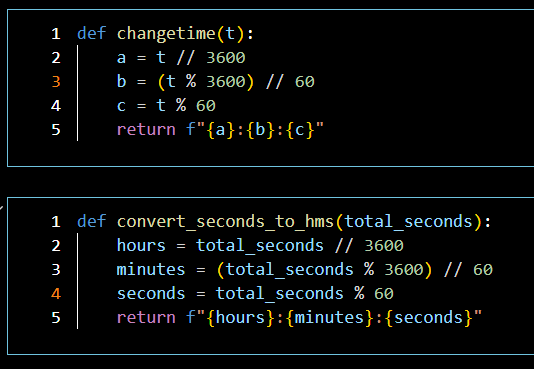 1 def changetime(t):
2     a = t // 3600
3     b = (t % 3600) // 60
4     c = t % 60
5     return f"{a}:{b}:{c}"
1 def convert_seconds_to_hms(total_seconds):
2     hours = total_seconds // 3600
3     minutes = (total_seconds % 3600) // 60
4     seconds = total_seconds % 60
5     return f"{hours}:{minutes}:{seconds}"